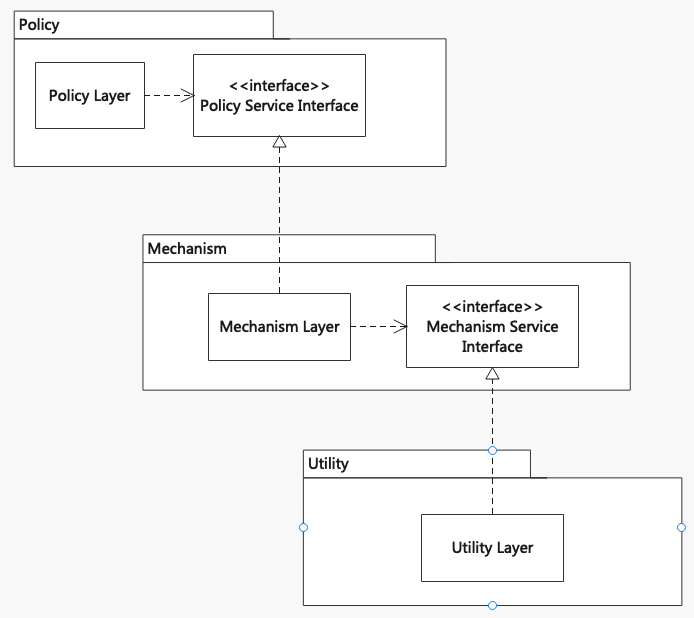 Policy
Policy Layer
<<interface>>
Policy Service Interface
Mechanism
Mechanism Layer
<<interface>>
Mechanism Service
Interface
Utility
Utility Layer